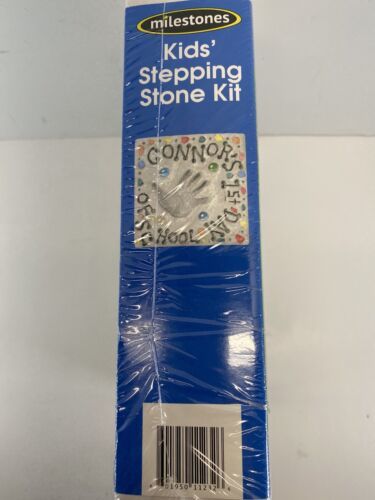 milestones
Kids'
Stepping
Stone Kit
CONNOR'S
1st DAY
OF SCHOOL